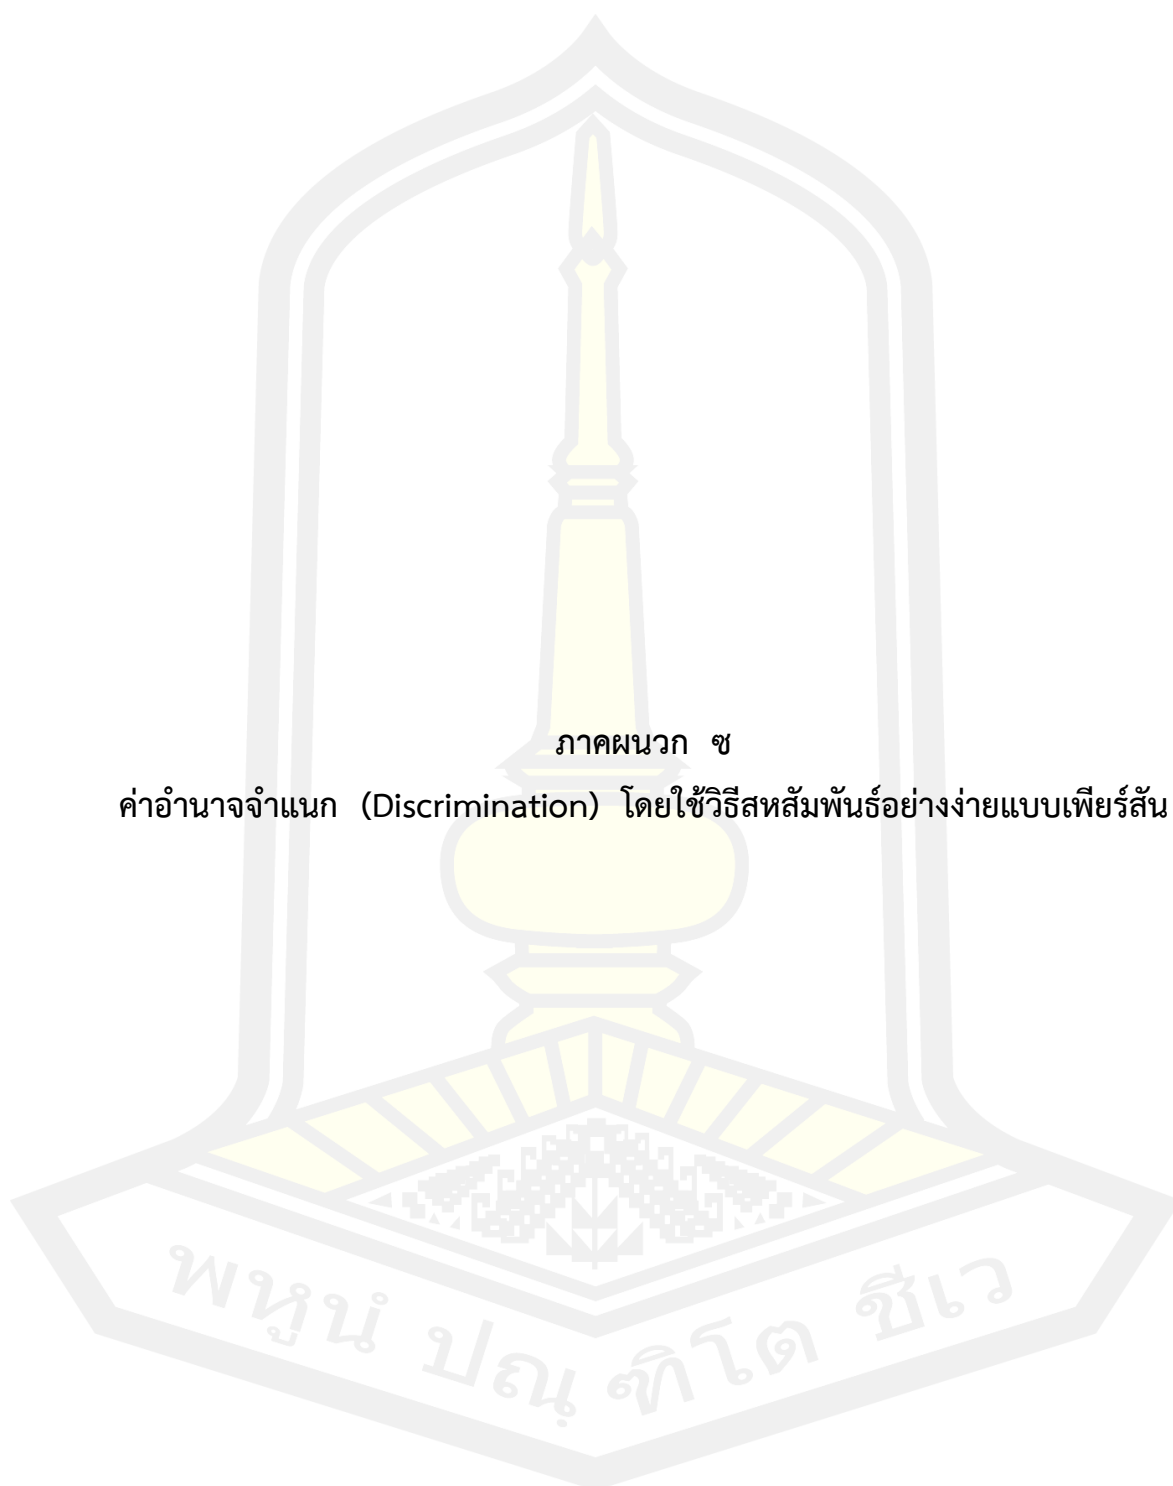 ภาคผนวก ซ
ค่าอำนาจจำแนก (Discrimination) โดยใช้วิธีสหสัมพันธ์อย่างง่ายแบบเพียร์สัน
พหูนํ ปณฺฑิโต ชีเว